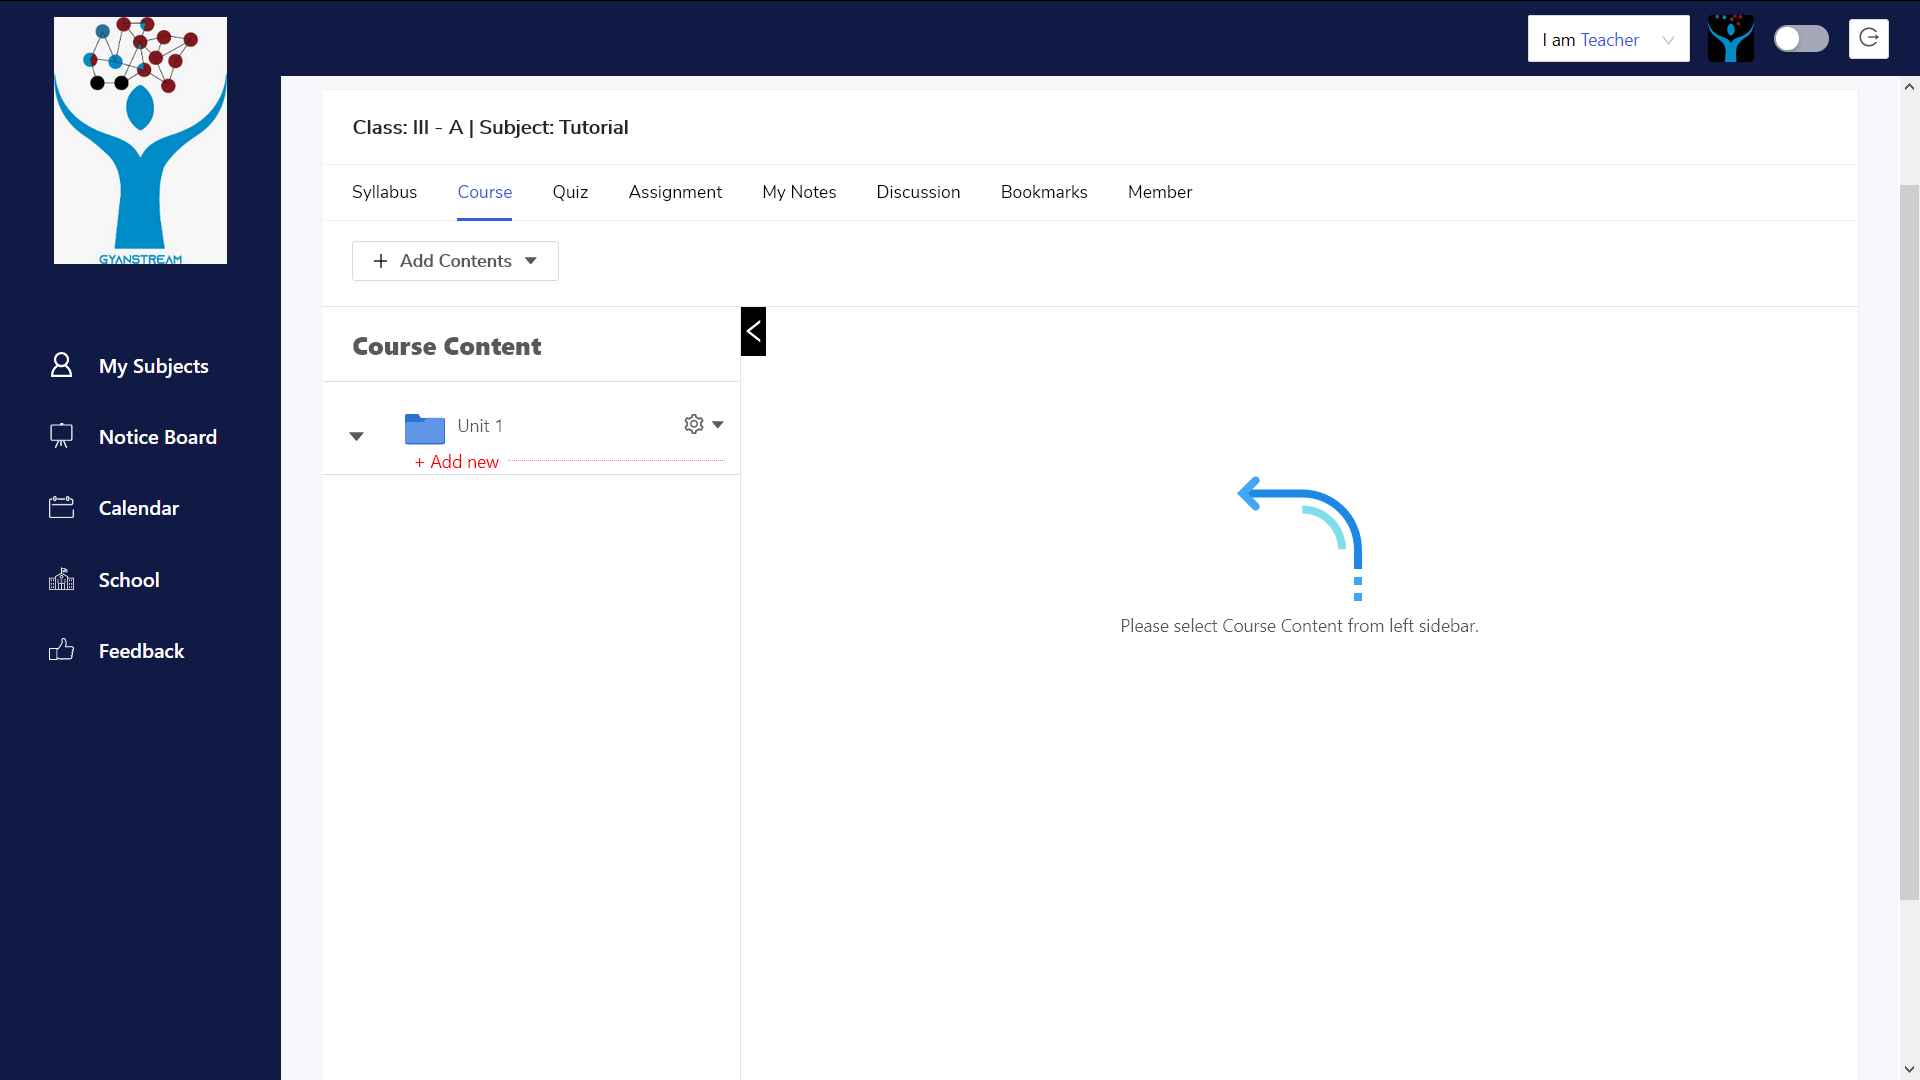 GYANSTREAM
I am Teacher
Class: III - A | Subject: Tutorial
Syllabus Course Quiz Assignment My Notes Discussion Bookmarks Member
+ Add Contents
Course Content
Unit 1
+ Add new
Please select Course Content from left sidebar.
My Subjects
Notice Board
Calendar
School
Feedback